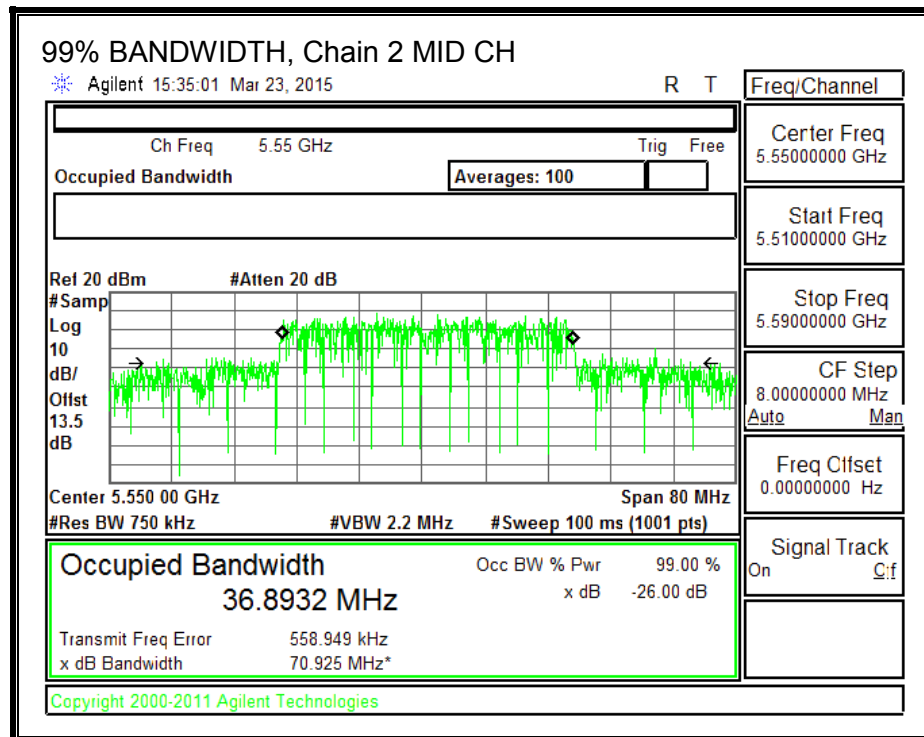 99% BANDWIDTH, Chain 2 MID CH
Agilent 15:35:01 Mar 23, 2015 R T
Freq/Channel
Ch Freq 5.55 GHz Trig Free
Occupied Bandwidth Averages: 100
Center Freq
5.55000000 GHz
Start Freq
5.51000000 GHz
Stop Freq
5.59000000 GHz
CF Step
8.00000000 MHz
Auto Man
Freq Offset
0.00000000 Hz
Signal Track
On Off
Ref 20 dBm #Atten 20 dB
#Samp
Log
10
dB/
Offst
13.5
dB
Center 5.550 00 GHz Span 80 MHz
#Res BW 750 kHz #VBW 2.2 MHz #Sweep 100 ms (1001 pts)
Occupied Bandwidth Occ BW % Pwr 99.00 %
36.8932 MHz x dB -26.00 dB
Transmit Freq Error 558.949 kHz
x dB Bandwidth 70.925 MHz*
Copyright 2000-2011 Agilent Technologies